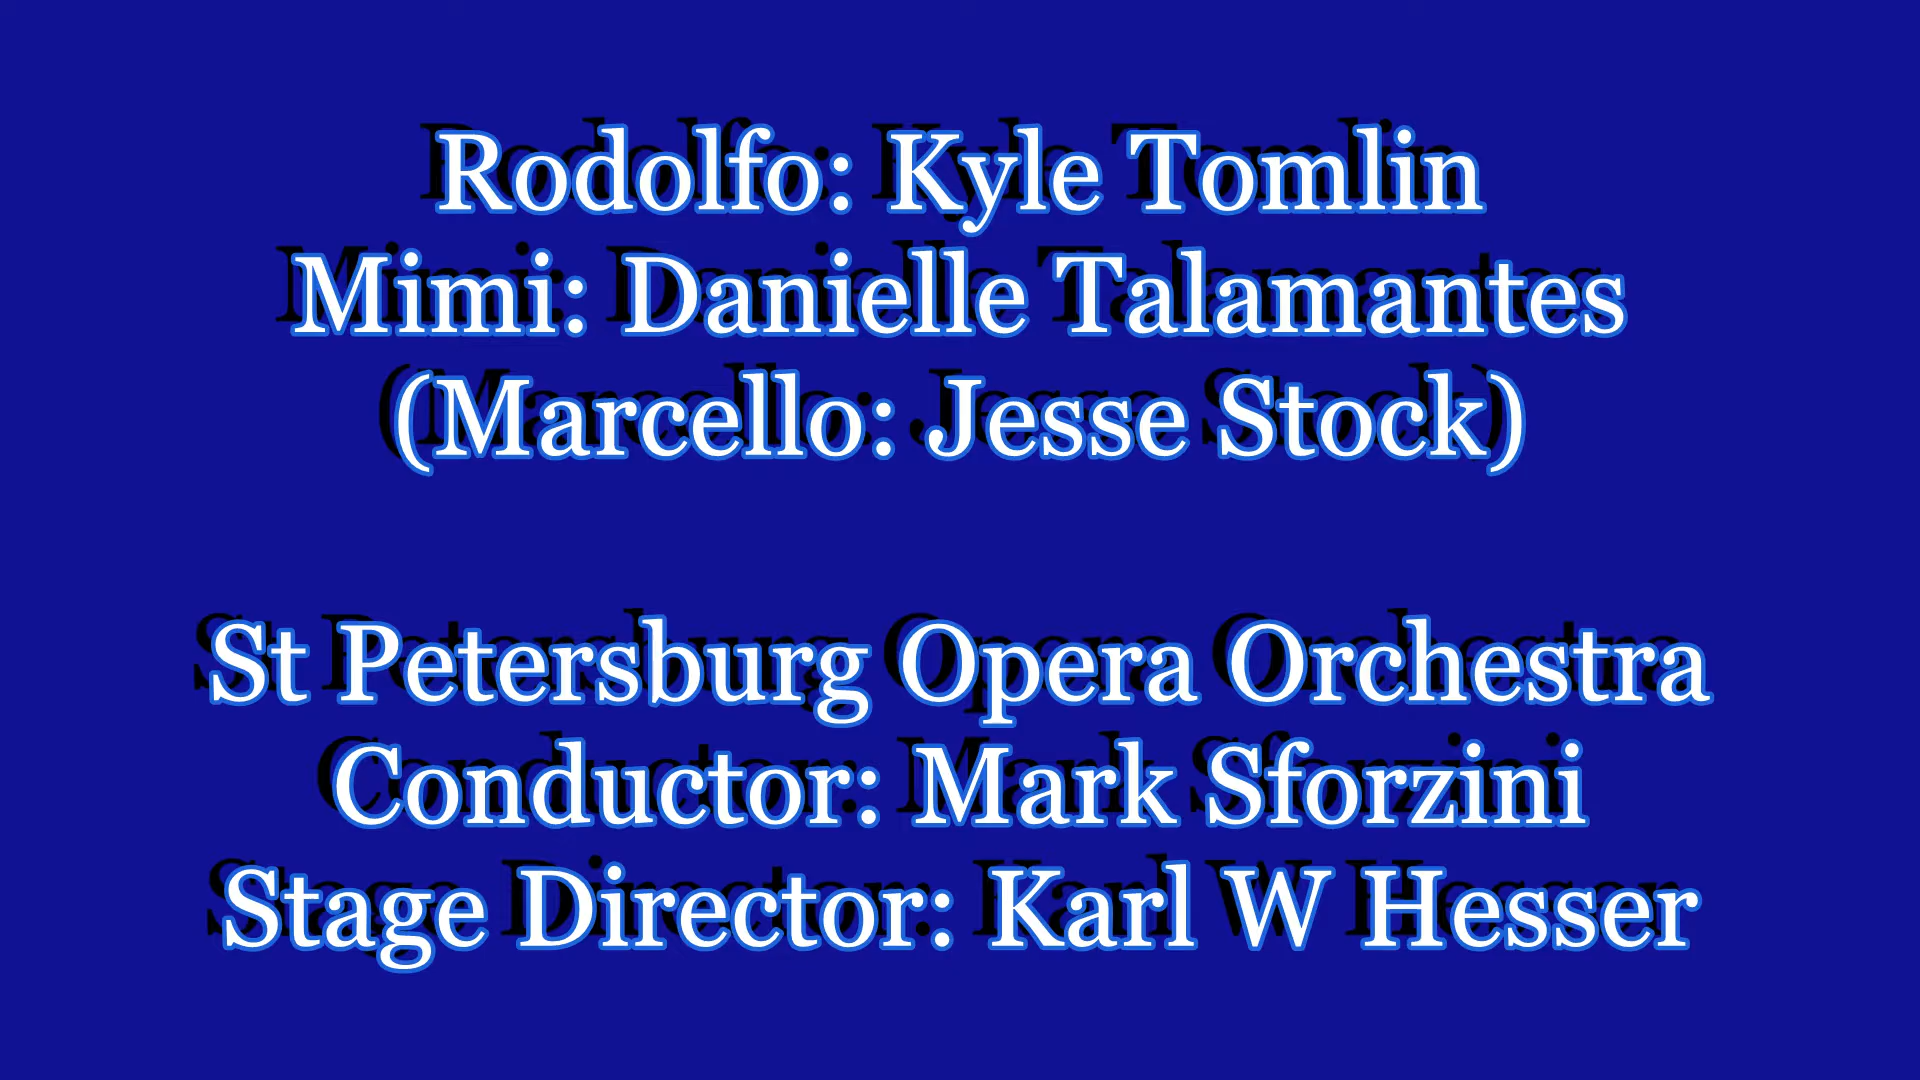 Rodolfo: Kyle Tomlin
Mimi: Danielle Talamantes
(Marcello: Jesse Stock)
St Petersburg Opera Orchestra
Conductor: Mark Sforzini
Stage Director: Karl W Hesser